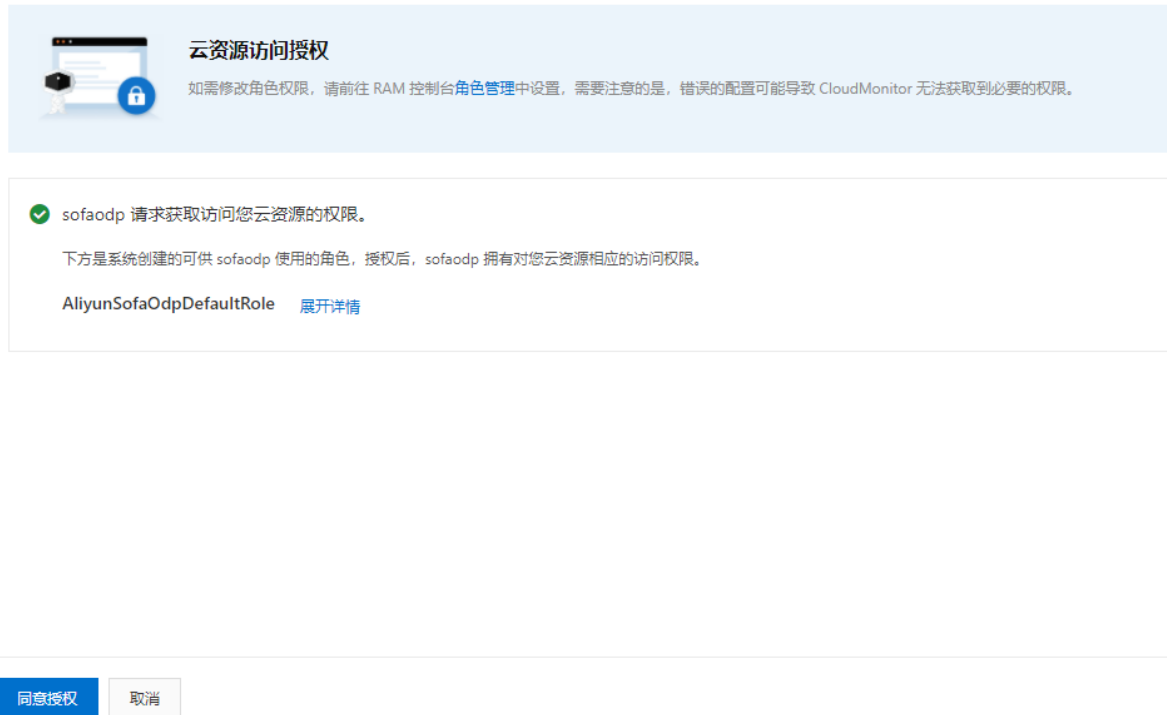 云资源访问授权
如需修改角色权限，请前往 RAM 控制台角色管理中设置，需要注意的是，错误的配置可能导致 CloudMonitor 无法获取到必要的权限。
sofaodp 请求获取访问您云资源的权限。
下方是系统创建的可供 sofaodp 使用的角色，授权后，sofaodp 拥有对您云资源相应的访问权限。
AliyunSofaOdpDefaultRole 展开详情
同意授权 取消